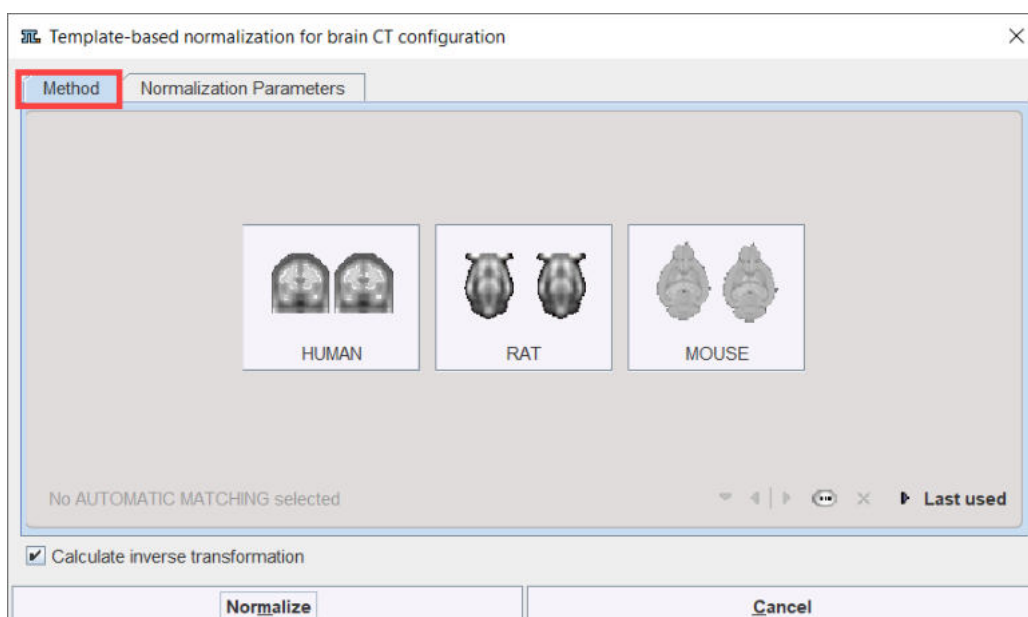 Template-based normalization for brain CT configuration
Method
Normalization Parameters
HUMAN
RAT
MOUSE
No AUTOMATIC MATCHING selected
Last used
Calculate inverse transformation
Normalize
Cancel